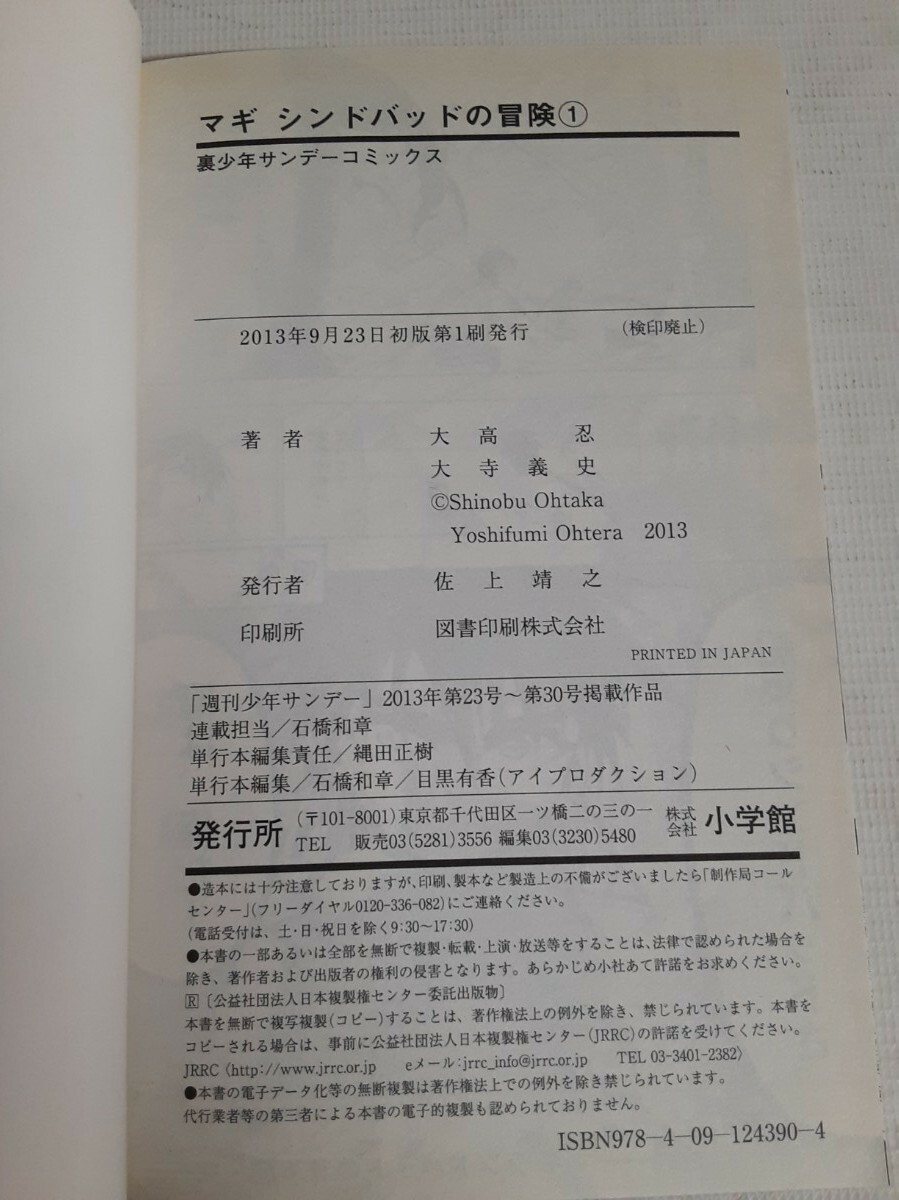 マギ シンドバッドの冒険①
裏少年サンデーコミックス
2013年9月23日初版第1刷発行 (検印廃止)
著者 大高 忍
大寺義史
©Shinobu Ohtaka
Yoshifumi Ohtera 2013
発行者 佐上靖之
印刷所 図書印刷株式会社
PRINTED IN JAPAN
「週刊少年サンデー」2013年第23号～第30号掲載作品
連載担当／石橋和章
単行本編集責任／縄田正樹
単行本編集／石橋和章／目黒有香(アイプロダクション)
発行所 (〒101-8001)東京都千代田区一ツ橋二の三の一 株式会社 小学館
TEL 販売03(5281)3556 編集03(3230)5480
●造本には十分注意しておりますが、印刷、製本など製造上の不備がございましたら「制作局コール
センター」(フリーダイヤル0120-336-082)にご連絡ください。
(電話受付は、土・日・祝日を除く9:30～17:30)
●本書の一部あるいは全部を無断で複製・転載・上演・放送等をすることは、法律で認められた場合を
除き、著作者および出版者の権利の侵害となります。あらかじめ小社あて許諾をお求めください。
R［公益社団法人日本複製権センター委託出版物］
本書を無断で複写複製(コピー)することは、著作権法上の例外を除き、禁じられています。本書を
コピーされる場合は、事前に公益社団法人日本複製権センター(JRRC)の許諾を受けてください。
JRRC〈http://www.jrrc.or.jp eメール:jrrc_info@jrrc.or.jp TEL 03-3401-2382〉
●本書の電子データ化等の無断複製は著作権法上での例外を除き禁じられています。
代行業者等の第三者による本書の電子的複製も認められておりません。
ISBN978-4-09-124390-4